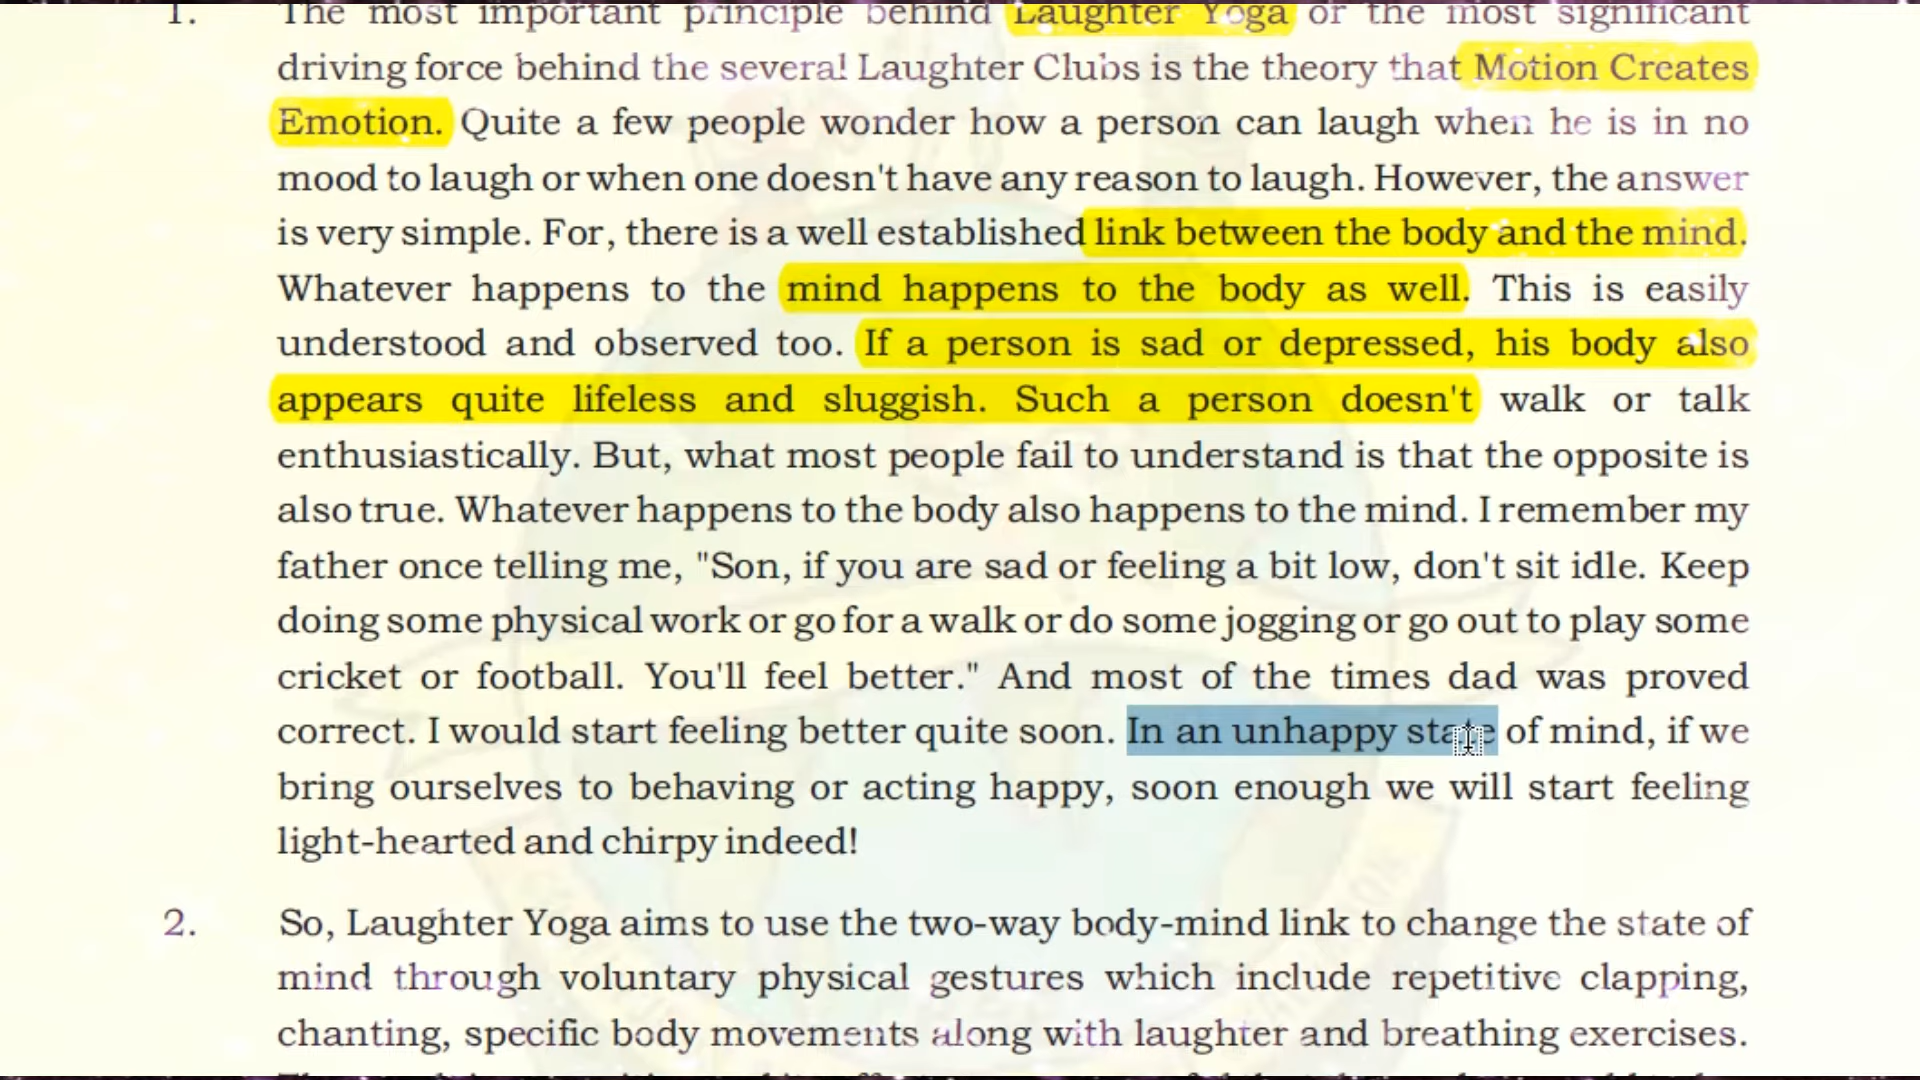 1. The most important principle behind Laughter Yoga or the most significant
driving force behind the several Laughter Clubs is the theory that Motion Creates
Emotion. Quite a few people wonder how a person can laugh when he is in no
mood to laugh or when one doesn't have any reason to laugh. However, the answer
is very simple. For, there is a well established link between the body and the mind.
Whatever happens to the mind happens to the body as well. This is easily
understood and observed too. If a person is sad or depressed, his body also
appears quite lifeless and sluggish. Such a person doesn't walk or talk
enthusiastically. But, what most people fail to understand is that the opposite is
also true. Whatever happens to the body also happens to the mind. I remember my
father once telling me, "Son, if you are sad or feeling a bit low, don't sit idle. Keep
doing some physical work or go for a walk or do some jogging or go out to play some
cricket or football. You'll feel better." And most of the times dad was proved
correct. I would start feeling better quite soon. In an unhappy state of mind, if we
bring ourselves to behaving or acting happy, soon enough we will start feeling
light-hearted and chirpy indeed!
2. So, Laughter Yoga aims to use the two-way body-mind link to change the state of
mind through voluntary physical gestures which include repetitive clapping,
chanting, specific body movements along with laughter and breathing exercises.